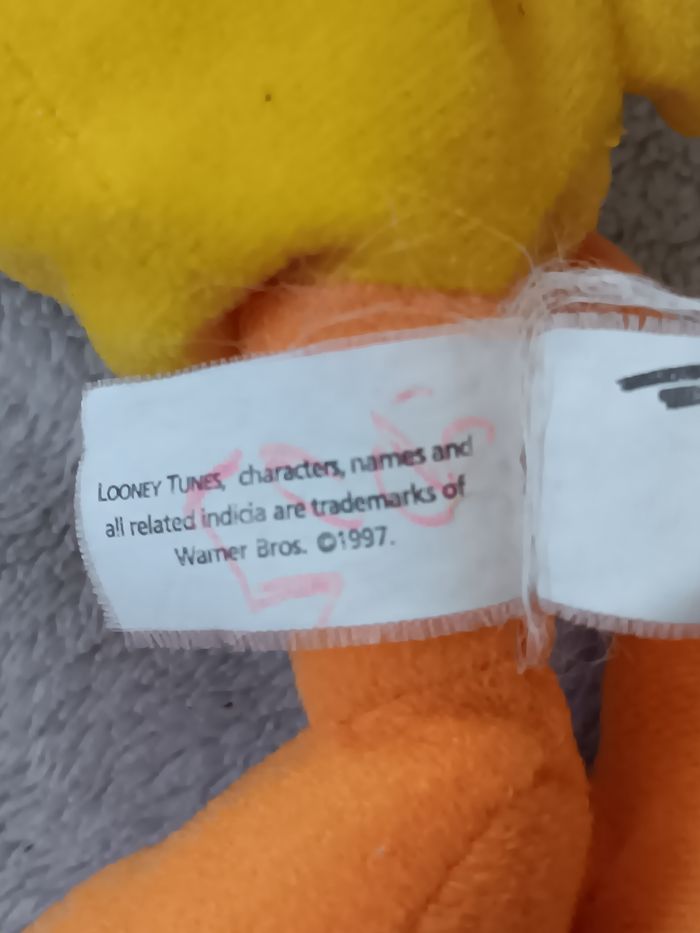 LOONEY TUNES, characters, names and
all related indicia are trademarks of
Warner Bros. ©1997.